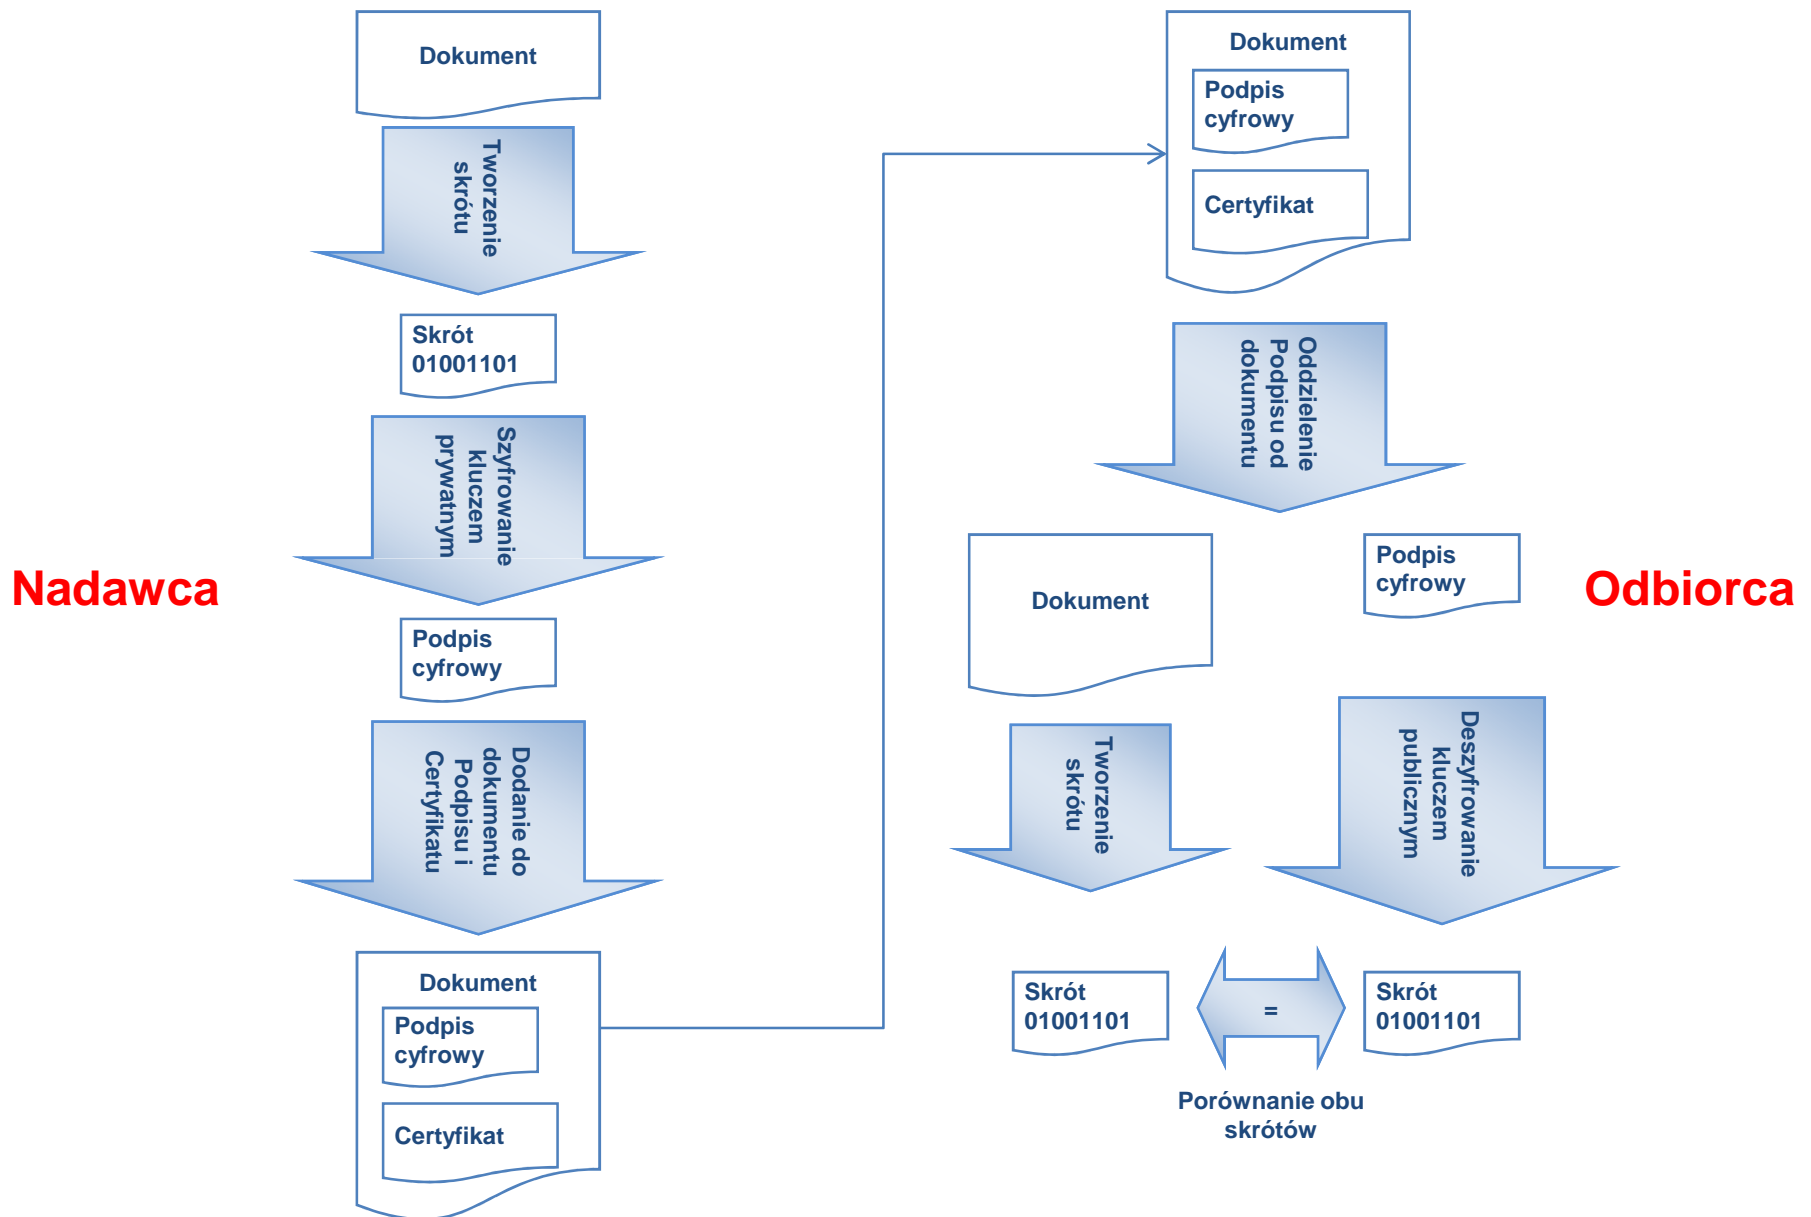 Dokument
Tworzenie
skrótu
Skrót
01001101
Szyfrowanie
kluczem
prywatnym
Nadawca
Podpis
cyfrowy
Dodanie do
dokumentu
Podpisu i
Certyfikatu
Dokument
Podpis
cyfrowy
Certyfikat
Dokument
Podpis
cyfrowy
Certyfikat
Oddzielenie
Podpisu od
dokumentu
Dokument
Podpis
cyfrowy
Odbiorca
Tworzenie
skrótu
Deszyfrowanie
kluczem
publicznym
Skrót
01001101
=
Skrót
01001101
Porównanie obu
skrótów